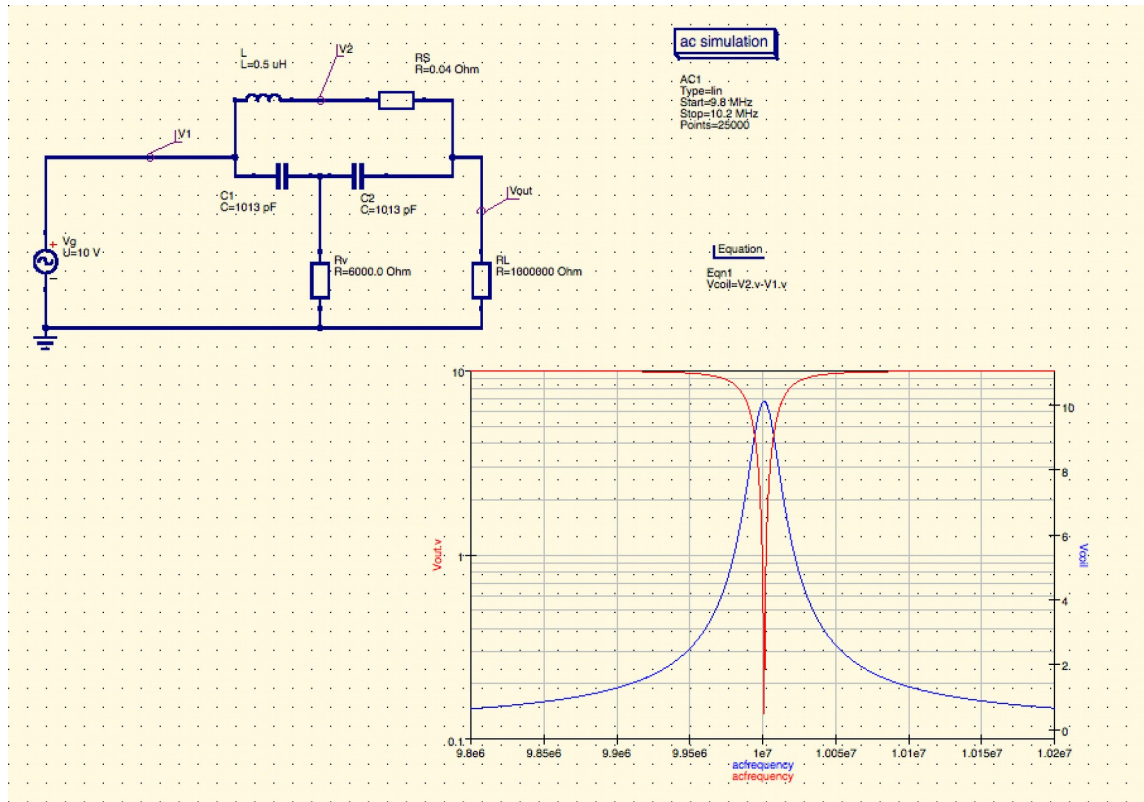 L
L=0.5 uH
V2
RS
R=0.04 Ohm
V1
C1
C=1013 pF
C2
C=1013 pF
Vout
Vg
U=10 V
Rv
R=6000.0 Ohm
RL
R=1000000 Ohm
ac simulation
AC1
Type=lin
Start=9.8 MHz
Stop=10.2 MHz
Points=25000
Equation
Eqn1
Vcoil=V2.v-V1.v
10
1
0.1
Vout.v
10
8
6
4
2
0
Vcoil
9.8e6
9.85e6
9.9e6
9.95e6
1e7
1.005e7
1.01e7
1.015e7
1.02e7
acfrequency
acfrequency